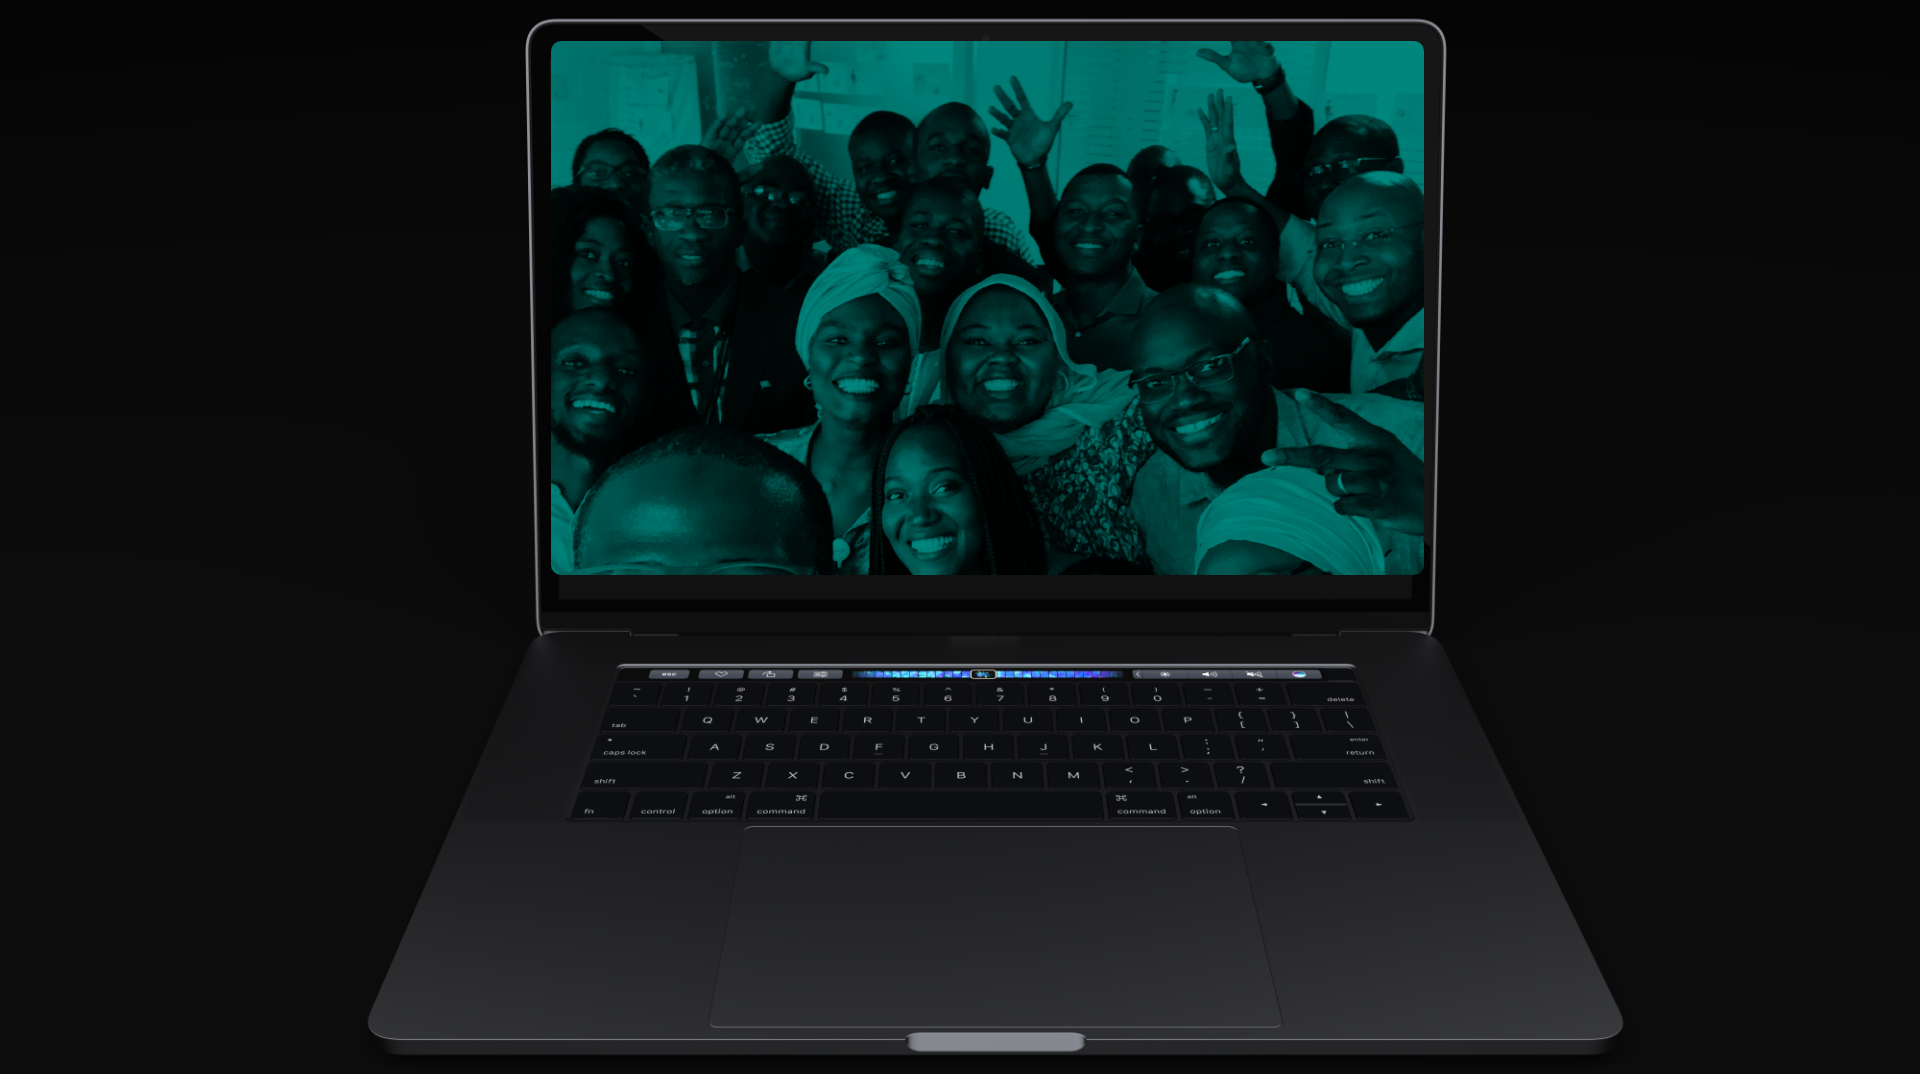 esc
~ ! @ # $ % ^ & * ( ) — +
` 1 2 3 4 5 6 7 8 9 0 - = delete
tab Q W E R T Y U I O P { [ } ] | \
caps lock A S D F G H J K L : ; " ' enter return
shift Z X C V B N M < , > . ? / shift
fn control alt option ⌘ command ⌘ command alt option